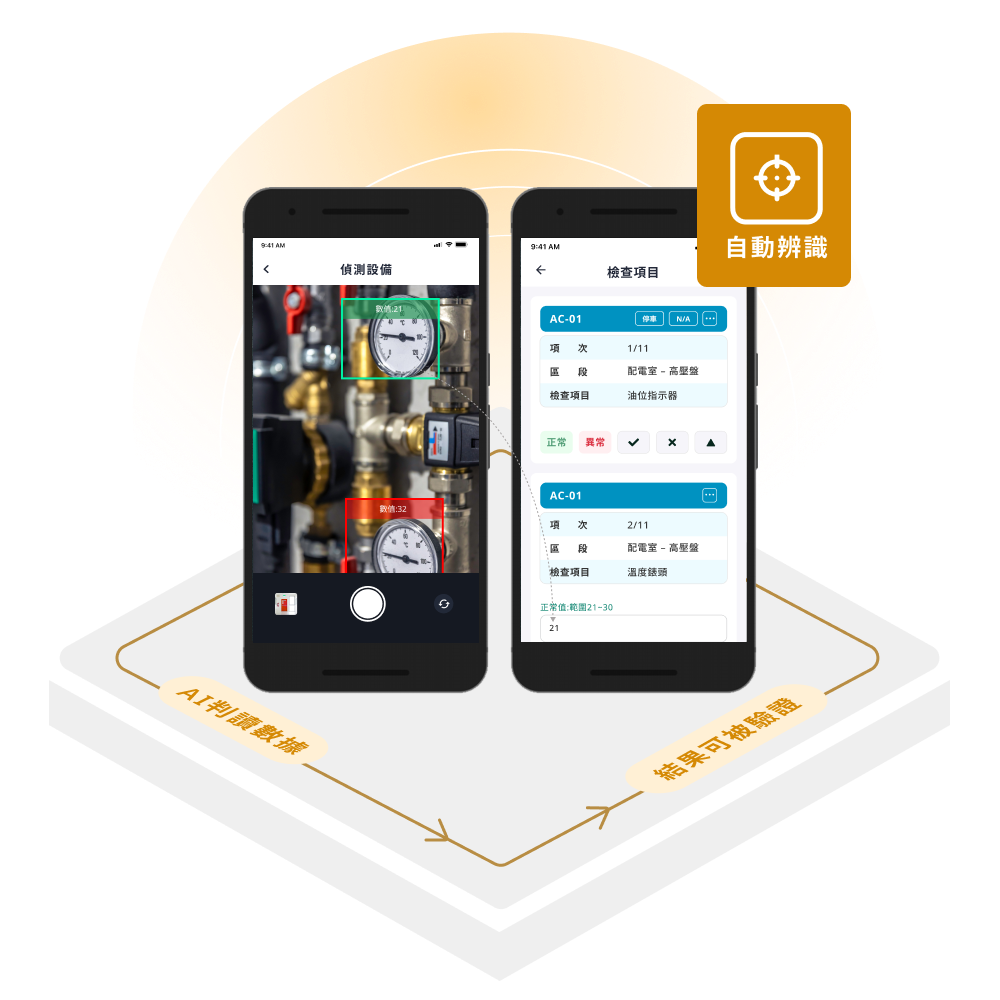 自動辨識
9:41 AM
偵測設備
數值:21
數值:32
9:41 AM
檢查項目
AC-01 停車 N/A
項 次 1/11
區 段 配電室 – 高壓盤
檢查項目 油位指示器
正常 異常
AC-01
項 次 2/11
區 段 配電室 – 高壓盤
檢查項目 溫度錶頭
正常值:範圍21~30
21
AI判讀數據
結果可被驗證